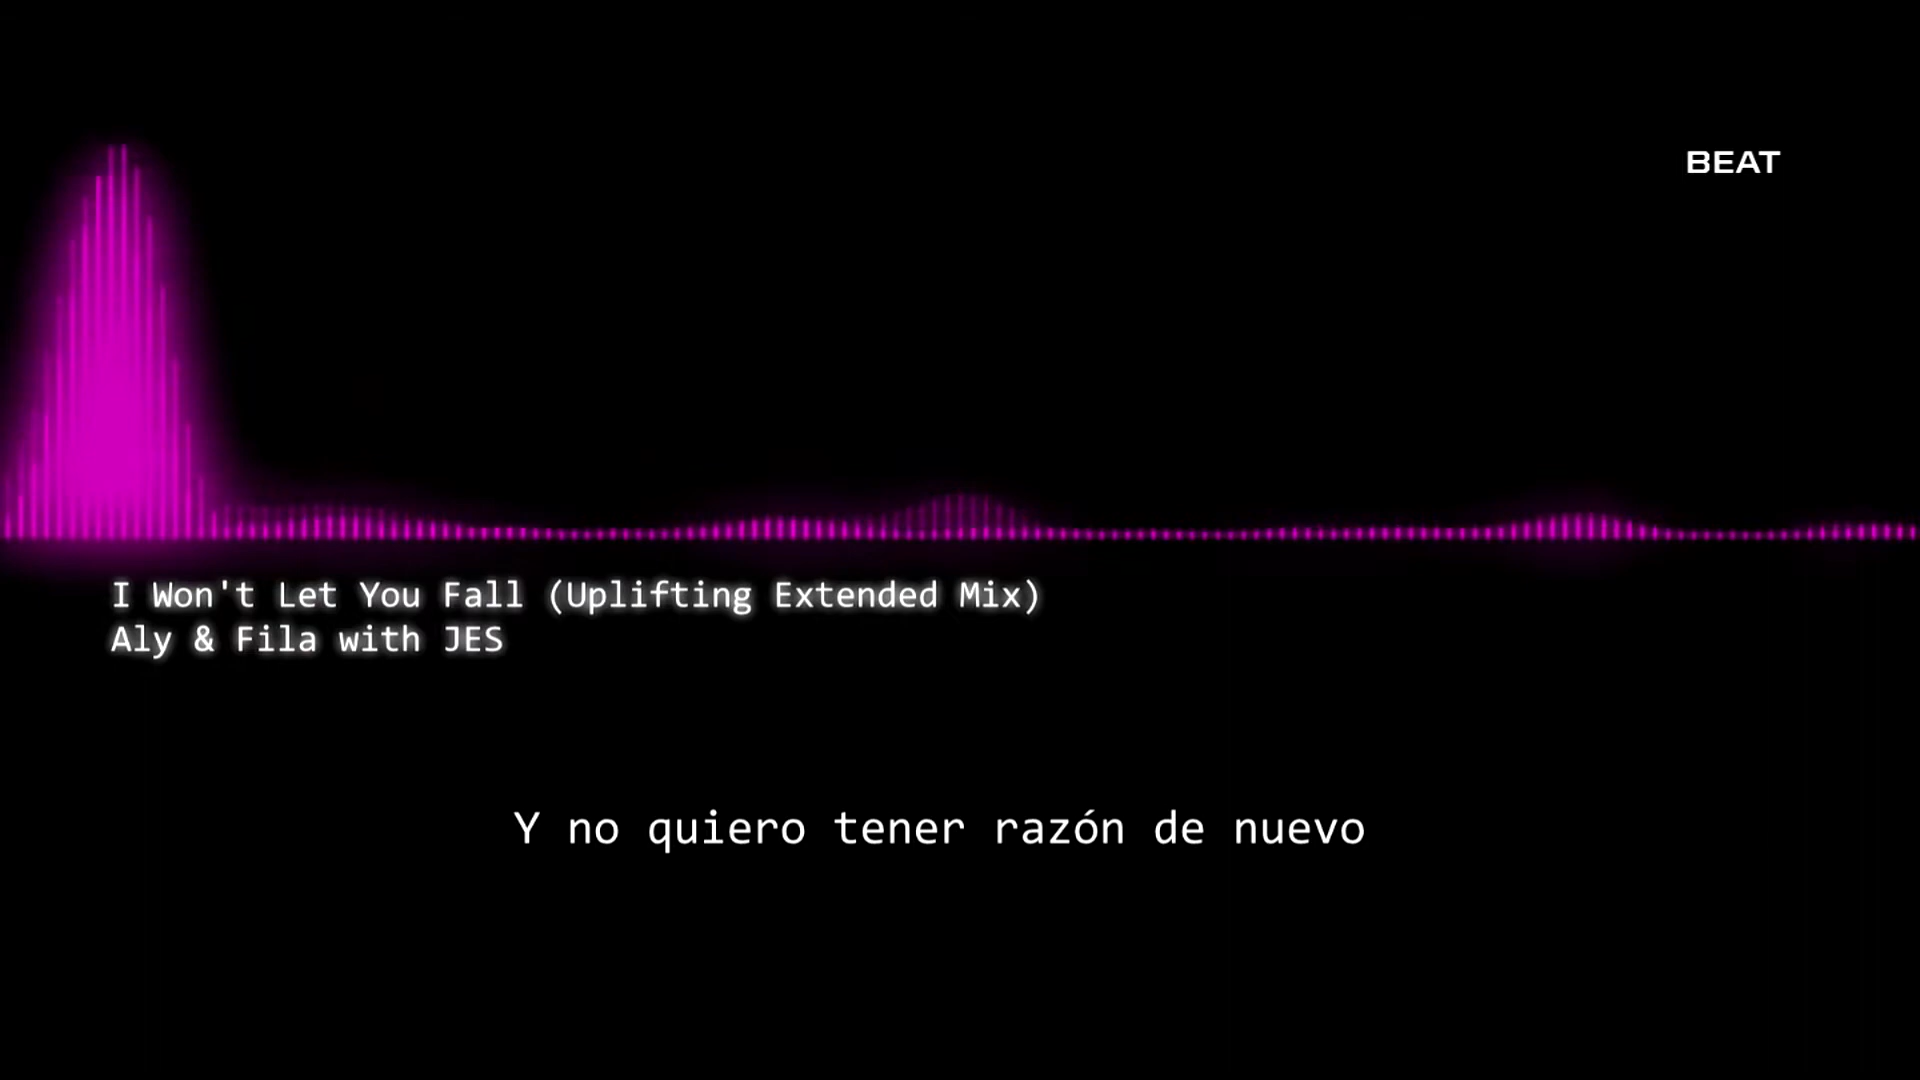 BEAT
I Won't Let You Fall (Uplifting Extended Mix)
Aly & Fila with JES
Y no quiero tener razón de nuevo